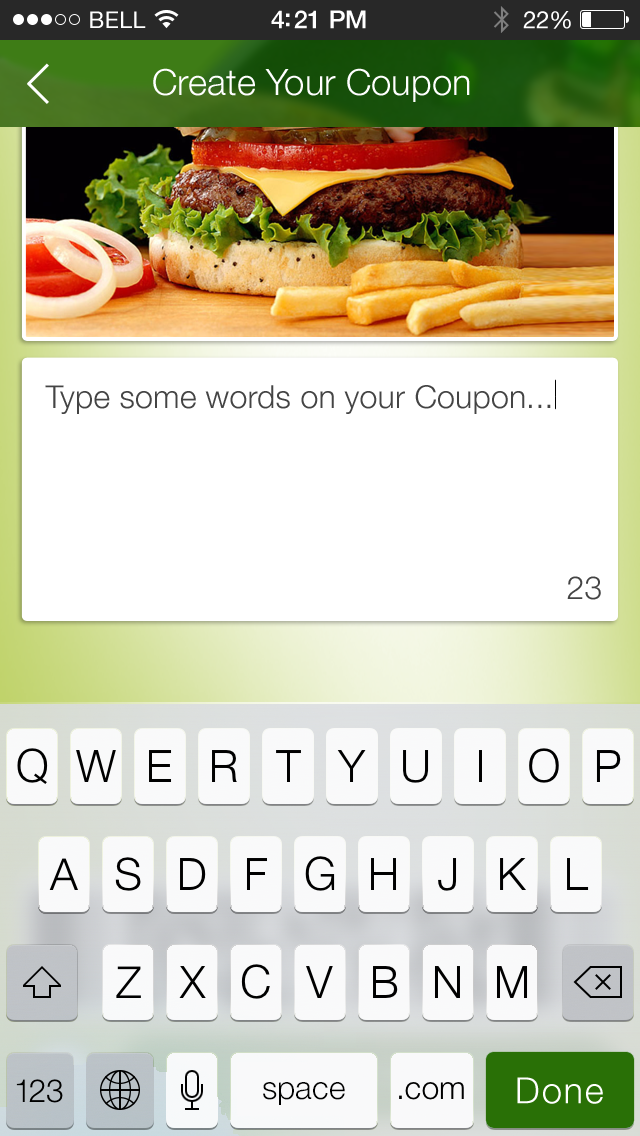 BELL 4:21 PM 22%
Create Your Coupon
Type some words on your Coupon...
23
Q W E R T Y U I O P
A S D F G H J K L
Z X C V B N M
123 space .com Done